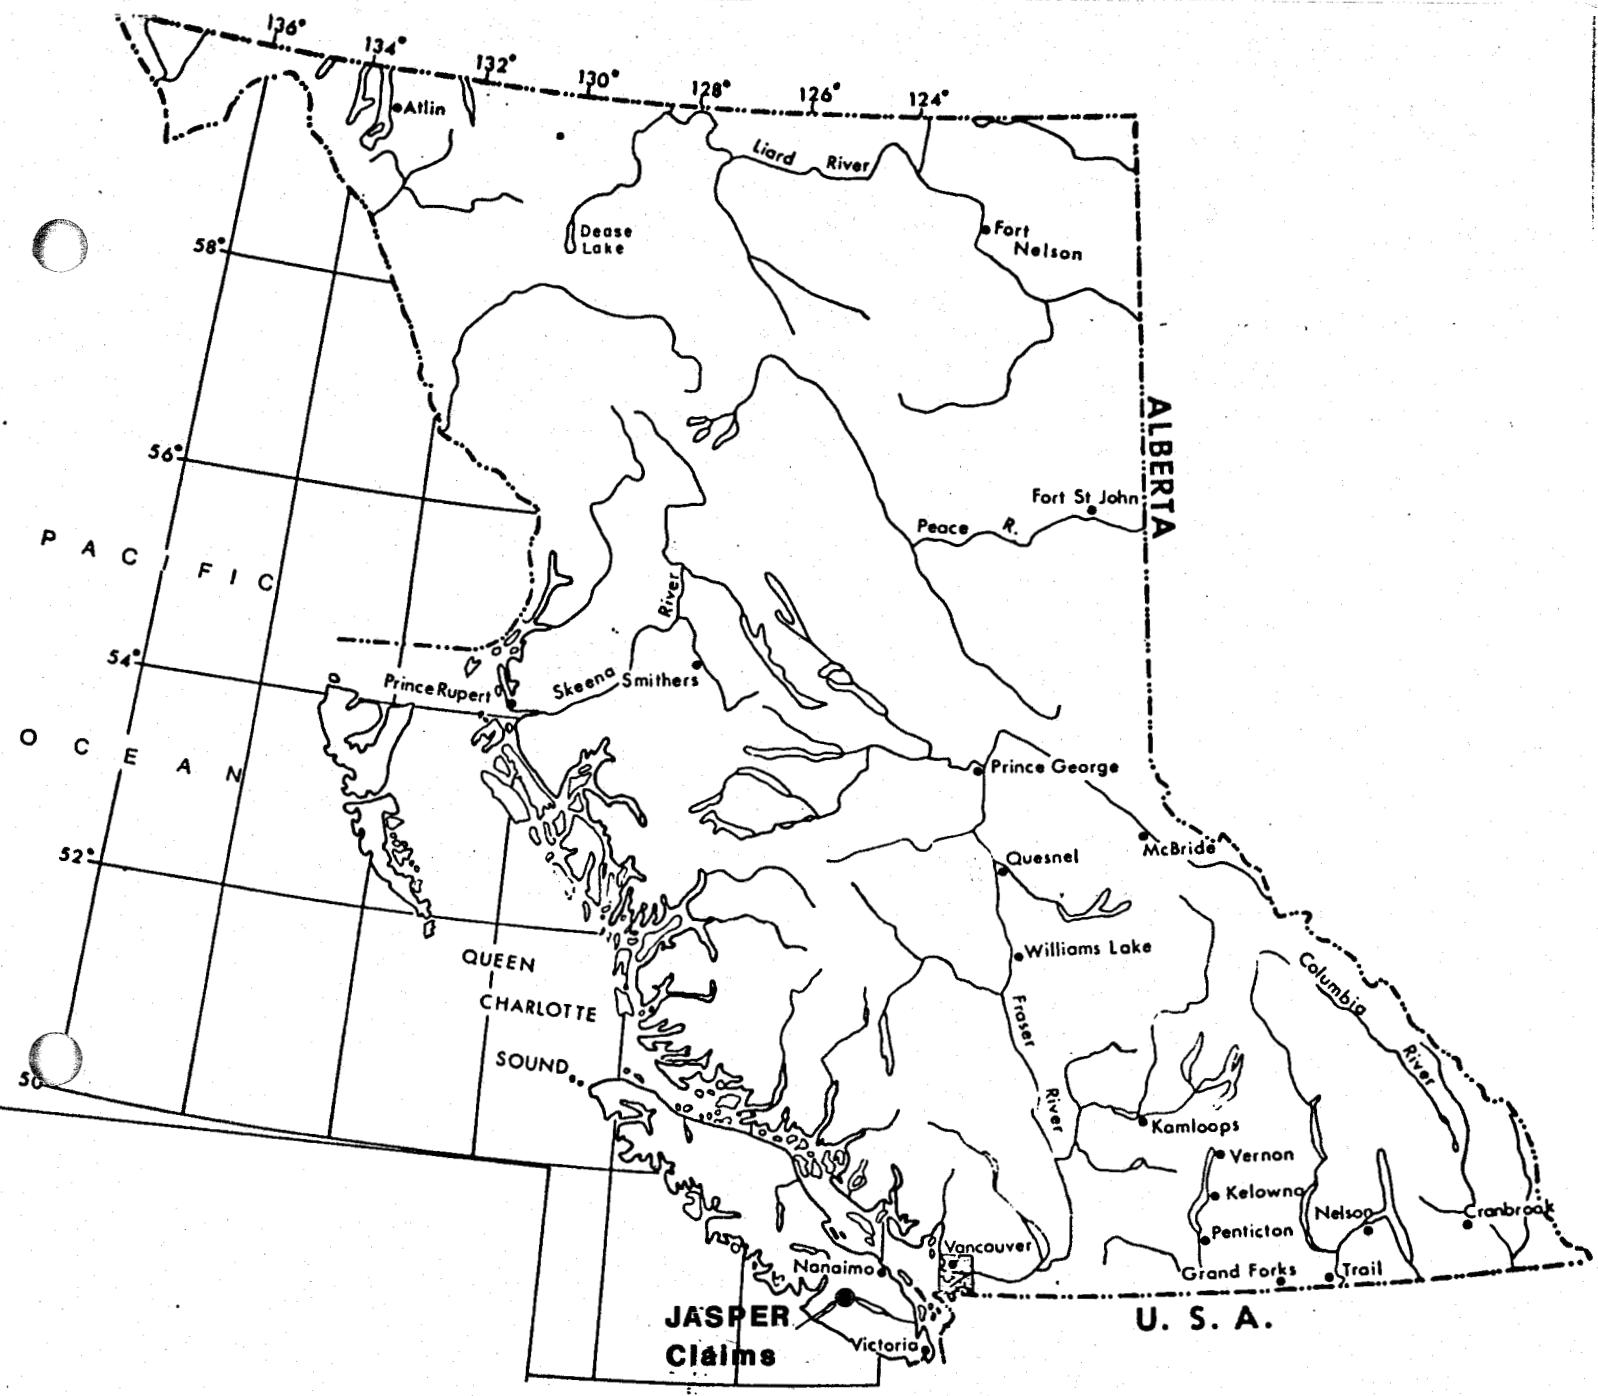 136°
134°
132°
130°
128°
126°
124°
Atlin
Liard River
Dease
Lake
Fort
Nelson
58°
ALBERTA
56°
Fort St John
Peace R.
PACIFIC
River
54°
Prince Rupert
Skeena
Smithers
OCEAN
Prince George
McBride
52°
Quesnel
Williams Lake
QUEEN
CHARLOTTE
SOUND
Columbia
River
Fraser
River
50
Kamloops
Vernon
Kelowna
Nelson
Cranbrook
Penticton
Vancouver
Nanaimo
Grand Forks
Trail
JASPER
Claims
Victoria
U. S. A.